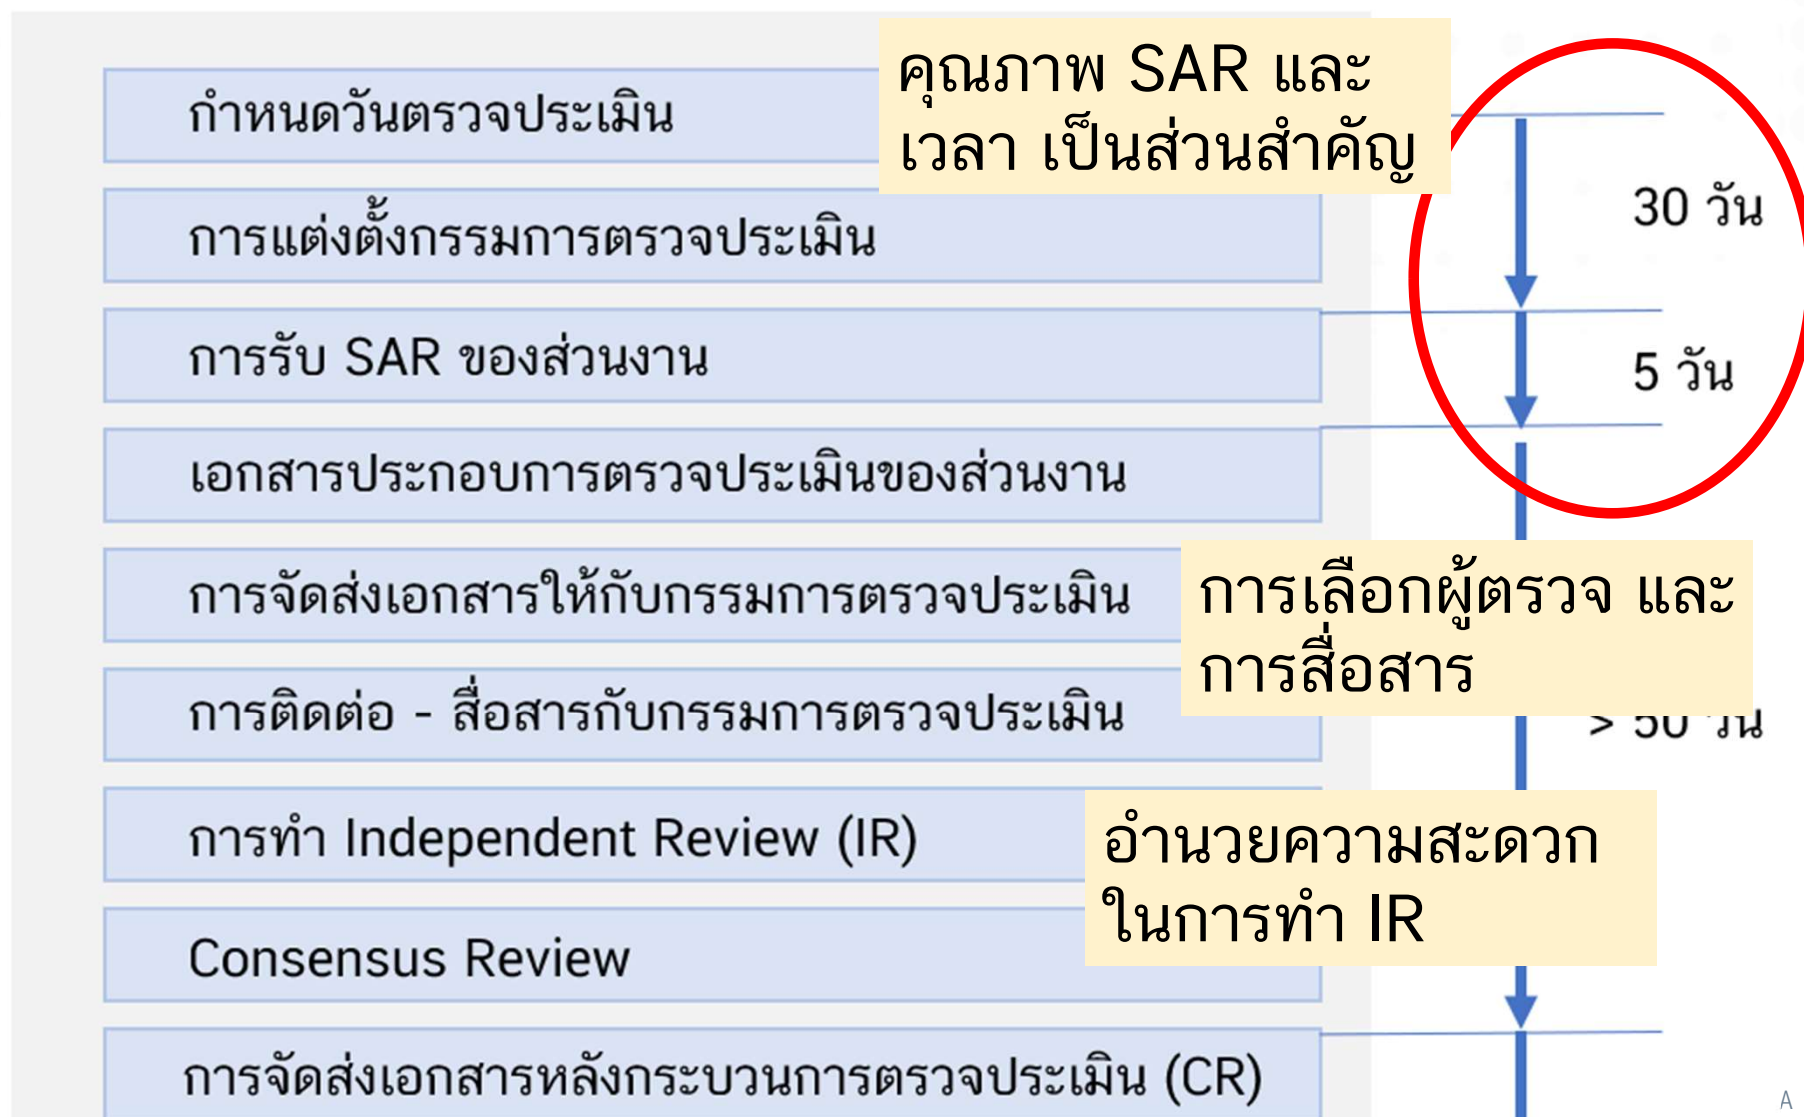 คุณภาพ SAR และ
เวลา เป็นส่วนสำคัญ
กำหนดวันตรวจประเมิน
การแต่งตั้งกรรมการตรวจประเมิน
30 วัน
การรับ SAR ของส่วนงาน
5 วัน
เอกสารประกอบการตรวจประเมินของส่วนงาน
การจัดส่งเอกสารให้กับกรรมการตรวจประเมิน
การเลือกผู้ตรวจ และ
การสื่อสาร
การติดต่อ - สื่อสารกับกรรมการตรวจประเมิน
> 50 วัน
การทำ Independent Review (IR)
อำนวยความสะดวก
ในการทำ IR
Consensus Review
การจัดส่งเอกสารหลังกระบวนการตรวจประเมิน (CR)
A